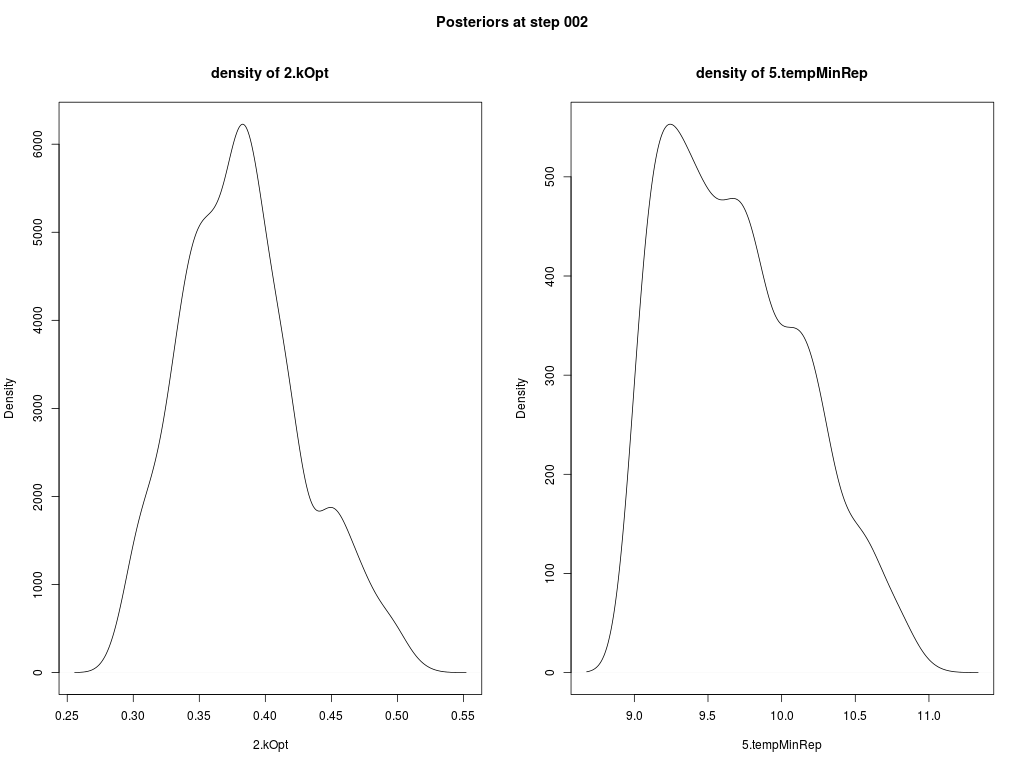 Posteriors at step 002
density of 2.kOpt
Density
6000
5000
4000
3000
2000
1000
0
0.25 0.30 0.35 0.40 0.45 0.50 0.55
2.kOpt
density of 5.tempMinRep
Density
500
400
300
200
100
0
9.0 9.5 10.0 10.5 11.0
5.tempMinRep